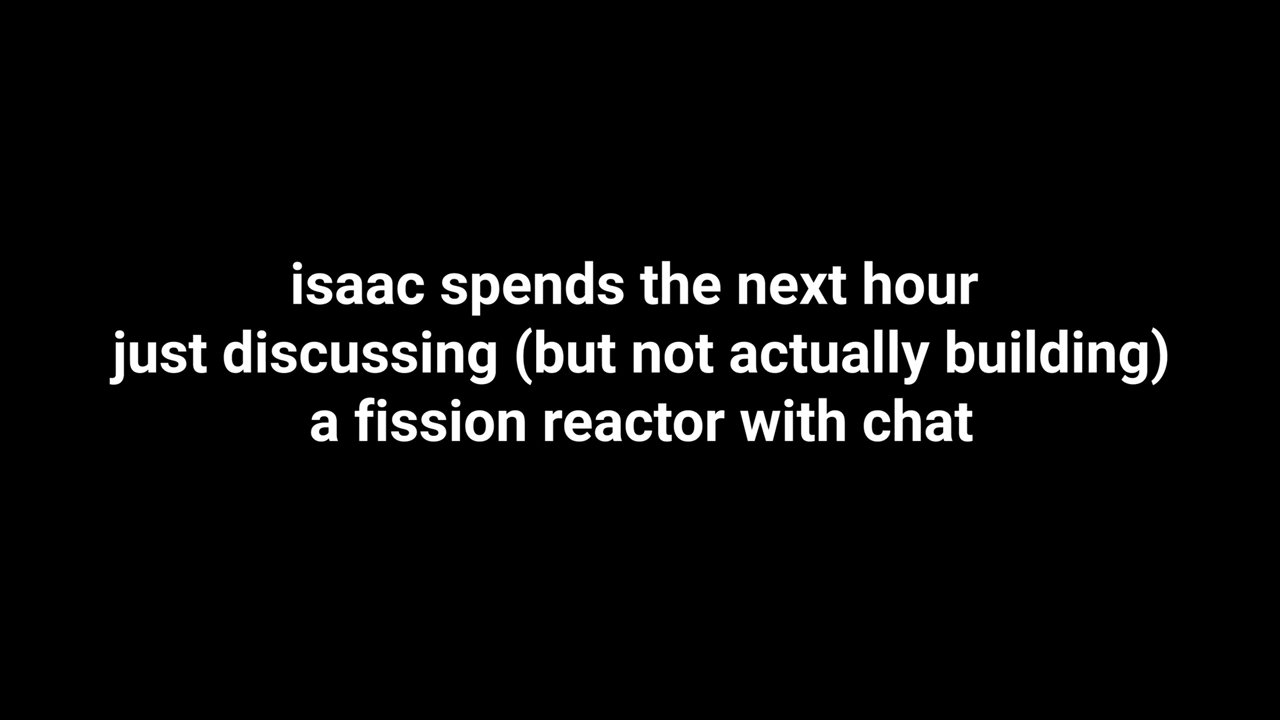 isaac spends the next hour
just discussing (but not actually building)
a fission reactor with chat